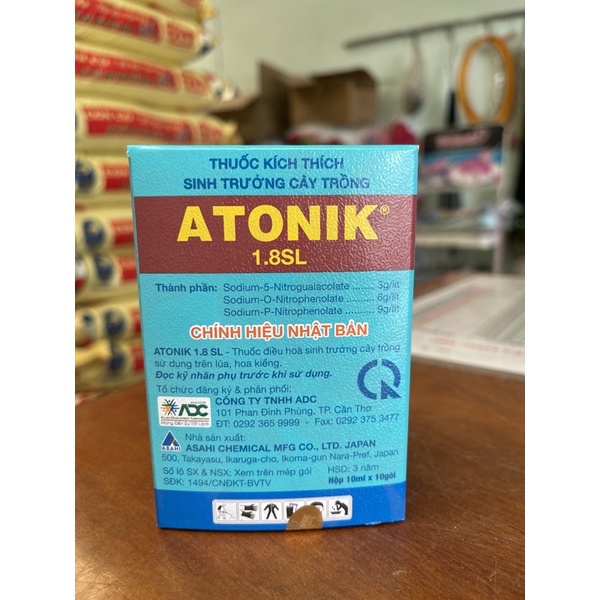 THUỐC KÍCH THÍCH
SINH TRƯỞNG CÂY TRỒNG
ATONIK®
1.8SL
Thành phần: Sodium-5-Nitroguaiacolate ........ 3g/lít
Sodium-O-Nitrophenolate ........ 6g/lít
Sodium-P-Nitrophenolate ........ 9g/lít
CHÍNH HIỆU NHẬT BẢN
ATONIK 1.8 SL - Thuốc điều hoà sinh trưởng cây trồng
sử dụng trên lúa, hoa kiểng.
Đọc kỹ nhãn phụ trước khi sử dụng.
Tổ chức đăng ký & phân phối:
ADC
CÔNG TY TNHH ADC
101 Phan Đình Phùng, TP. Cần Thơ
ĐT: 0292 365 9999 - Fax: 0292 375 3477
Nhà sản xuất:
ASAHI
ASAHI CHEMICAL MFG CO., LTD. JAPAN
500, Takayasu, Ikaruga-cho, Ikoma-gun Nara-Pref. Japan
Số lô SX & NSX: Xem trên mép gói
HSD: 3 năm
SĐK: 1494/CNĐKT-BVTV
Hộp 10ml x 10gói